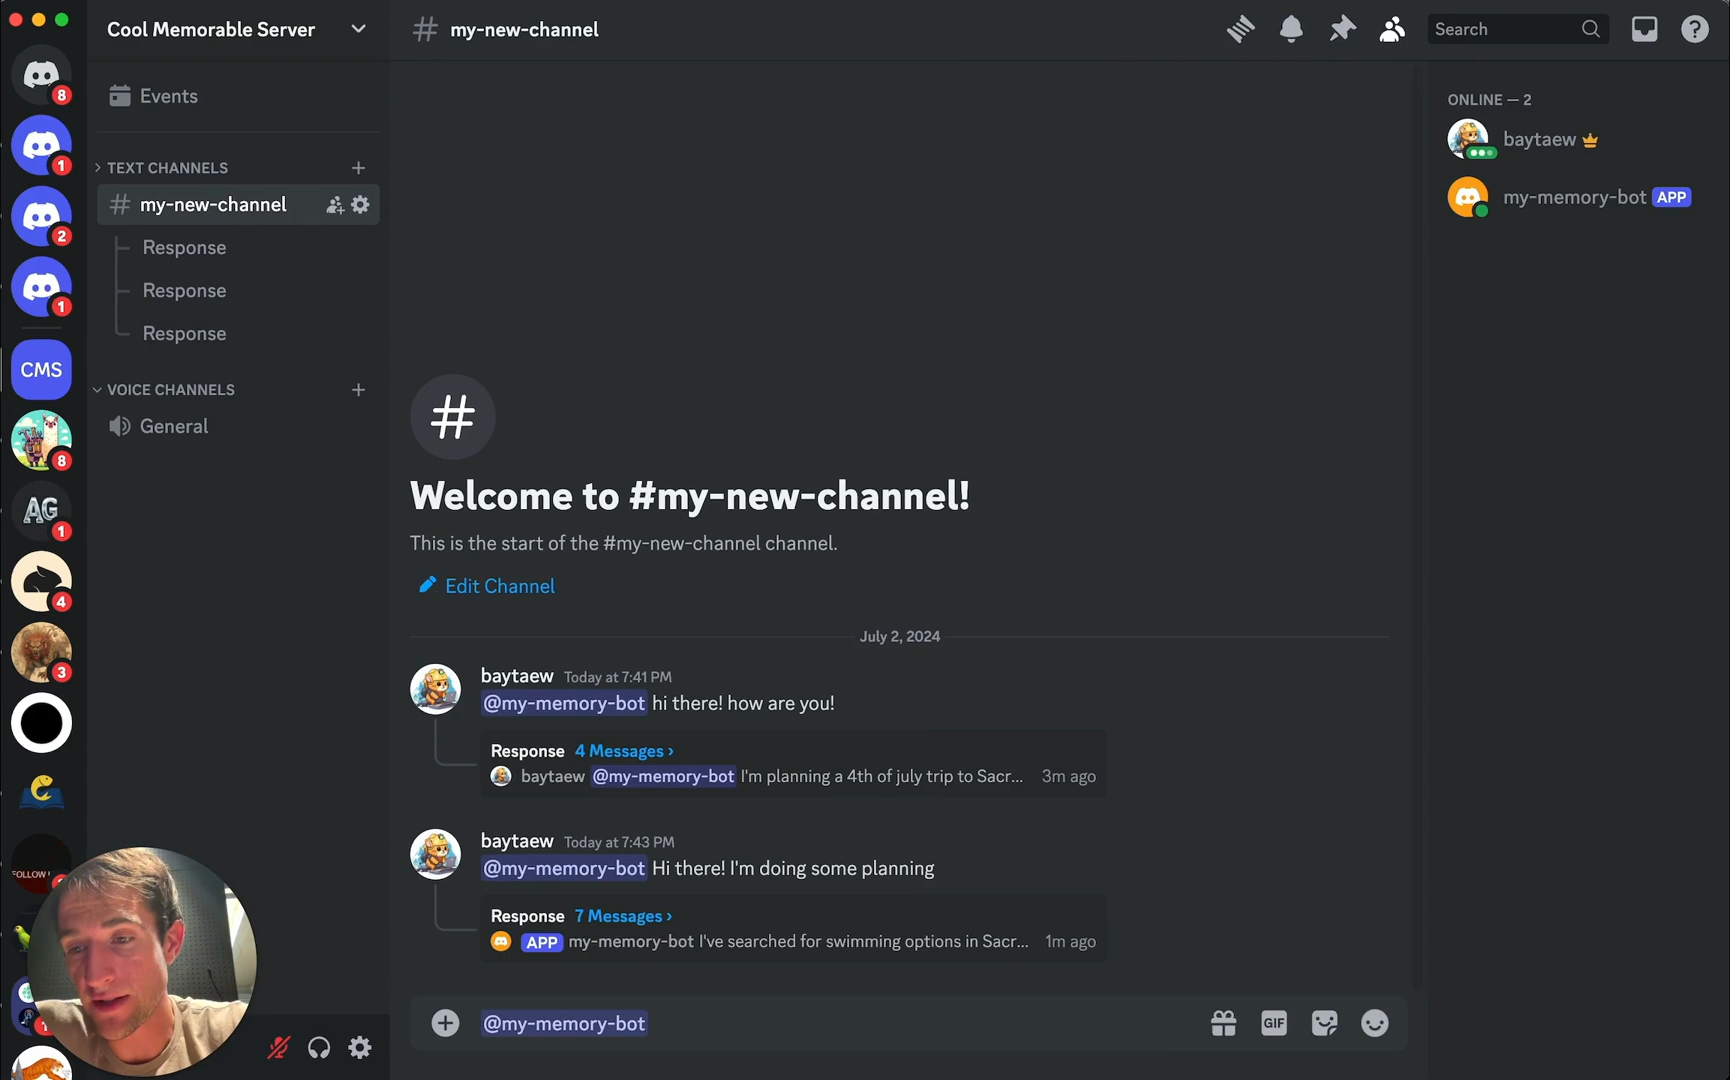 Cool Memorable Server
my-new-channel
Search
8
1
2
1
CMS
8
AG
1
4
3
FOLLOW
Events
TEXT CHANNELS
my-new-channel
Response
Response
Response
VOICE CHANNELS
General
#
Welcome to #my-new-channel!
This is the start of the #my-new-channel channel.
Edit Channel
July 2, 2024
baytaew Today at 7:41 PM
@my-memory-bot hi there! how are you!
Response 4 Messages ›
baytaew @my-memory-bot I'm planning a 4th of july trip to Sacr... 3m ago
baytaew Today at 7:43 PM
@my-memory-bot Hi there! I'm doing some planning
Response 7 Messages ›
APP my-memory-bot I've searched for swimming options in Sacr... 1m ago
@my-memory-bot
GIF
ONLINE — 2
baytaew
my-memory-bot APP